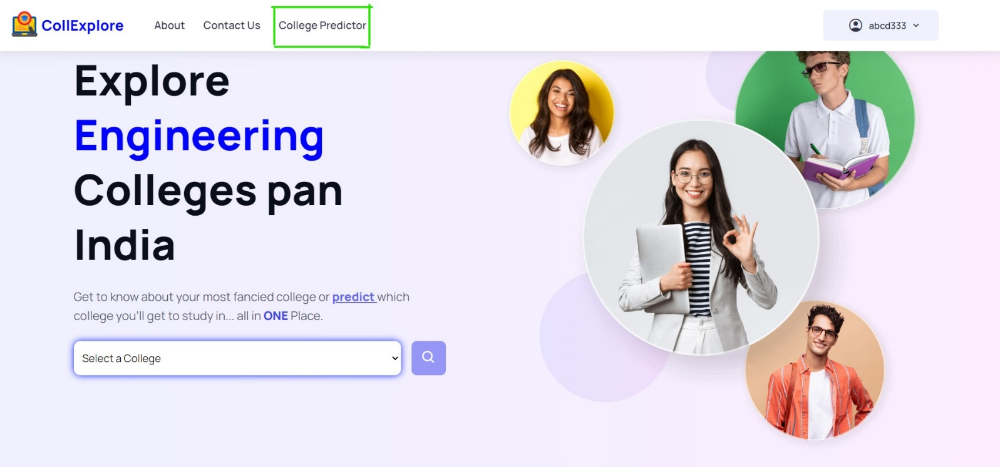 CollExplore About Contact Us College Predictor abcd333
Explore
Engineering
Colleges pan
India
Get to know about your most fancied college or predict which
college you'll get to study in... all in ONE Place.
Select a College